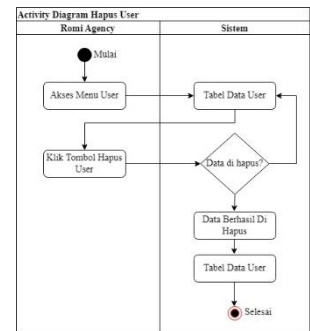 Activity Diagram Hapus User
Romi Agency
Sistem
Mulai
Akses Menu User
Tabel Data User
Klik Tombol Hapus
User
Data di hapus?
Data Berhasil Di
Hapus
Tabel Data User
Selesai